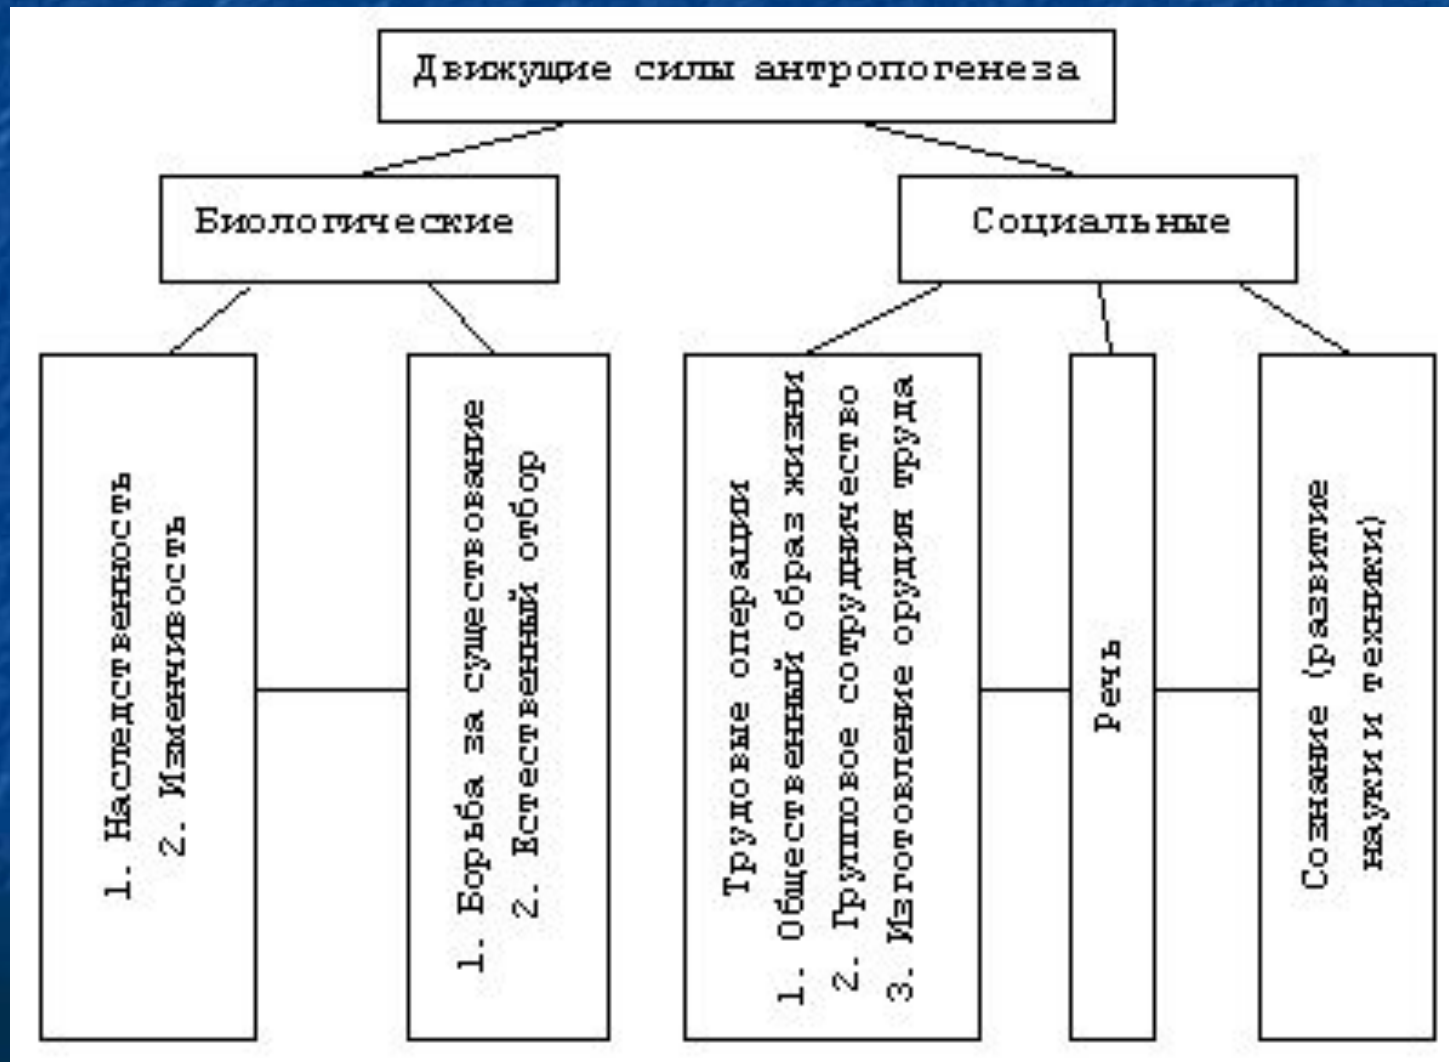 Движущие силы антропогенеза
Биологические
Социальные
1. Наследственность
2. Изменчивость
1. Борьба за существование
2. Естественный отбор
Трудовые операции
1. Общественный образ жизни
2. Групповое сотрудничество
3. Изготовление орудин труда
Речь
Сознание (развитие
науки и техники)